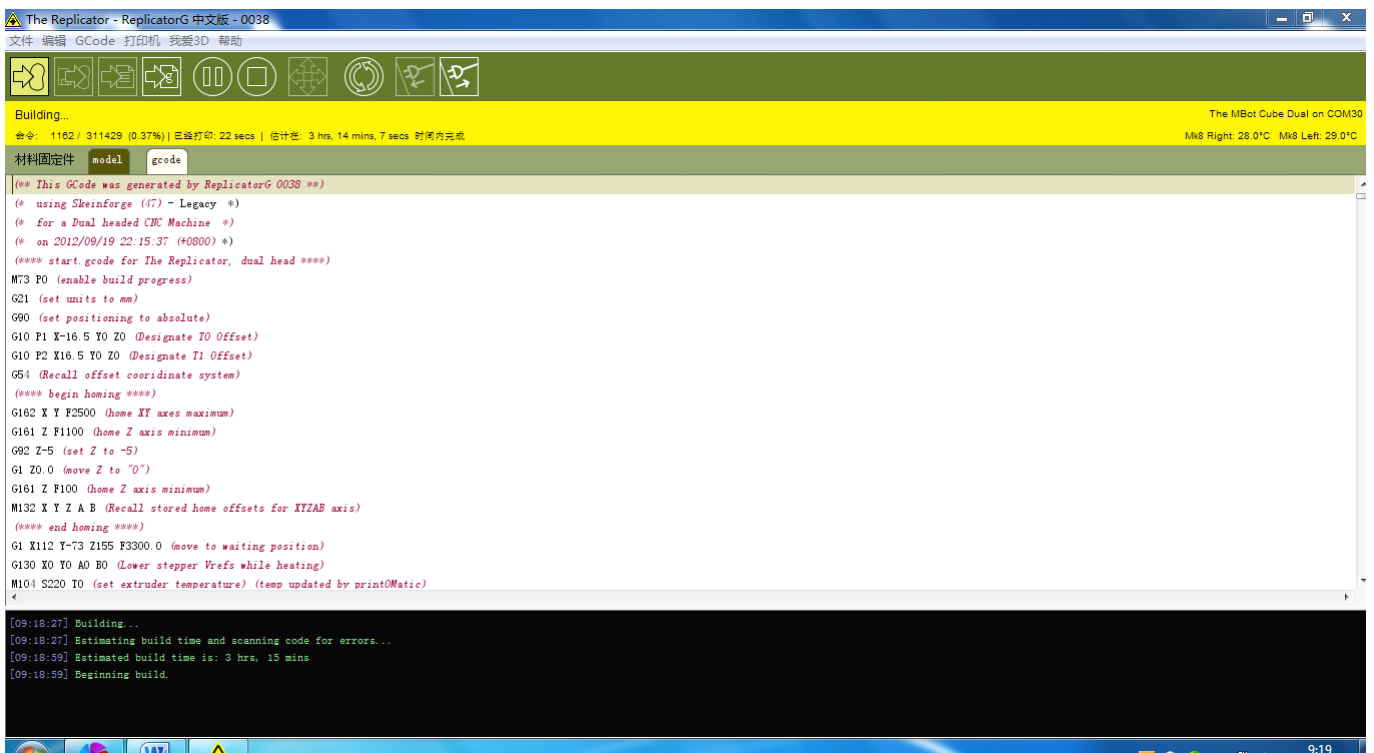 The Replicator - ReplicatorG 中文版 - 0038
文件 编辑 GCode 打印机 我爱3D 帮助
Building...
The MBot Cube Dual on COM30
命令: 1162 / 311429 (0.37%) | 已经打印: 22 secs | 估计在: 3 hrs, 14 mins, 7 secs 时间内完成
Mk8 Right: 28.0°C Mk8 Left: 29.0°C
材料固定件 model gcode
(** This GCode was generated by ReplicatorG 0038 **)
(* using Skeinforge (47) - Legacy *)
(* for a Dual headed CNC Machine *)
(* on 2012/09/19 22:15:37 (+0800) *)
(**** start.gcode for The Replicator, dual head ****)
M73 P0 (enable build progress)
G21 (set units to mm)
G90 (set positioning to absolute)
G10 P1 X-16.5 Y0 Z0 (Designate T0 Offset)
G10 P2 X16.5 Y0 Z0 (Designate T1 Offset)
G54 (Recall offset cooridinate system)
(**** begin homing ****)
G162 X Y F2500 (home XY axes maximum)
G161 Z F1100 (home Z axis minimum)
G92 Z-5 (set Z to -5)
G1 Z0.0 (move Z to "0")
G161 Z F100 (home Z axis minimum)
M132 X Y Z A B (Recall stored home offsets for XYZAB axis)
(**** end homing ****)
G1 X112 Y-73 Z155 F3300.0 (move to waiting position)
G130 X0 Y0 A0 B0 (Lower stepper Vrefs while heating)
M104 S220 T0 (set extruder temperature) (temp updated by printOMatic)
[09:18:27] Building...
[09:18:27] Estimating build time and scanning code for errors...
[09:18:59] Estimated build time is: 3 hrs, 15 mins
[09:18:59] Beginning build.
9:19